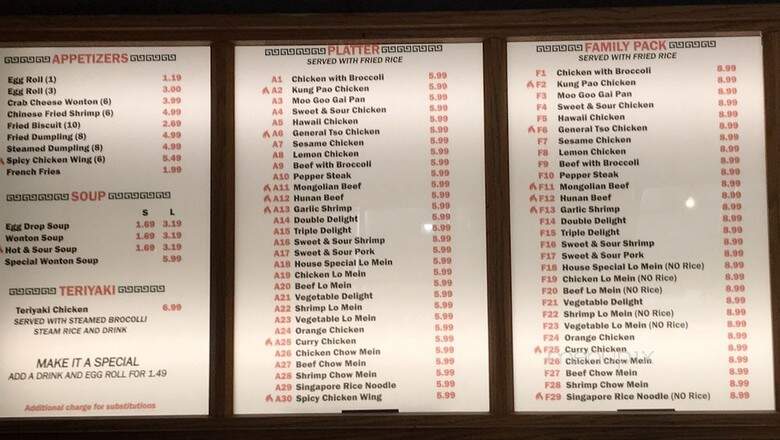 APPETIZERS
Egg Roll (1) 1.19
Egg Roll (3) 3.00
Crab Cheese Wonton (6) 3.99
Chinese Fried Shrimp (6) 4.99
Fried Biscuit (10) 2.69
Fried Dumpling (8) 4.99
Steamed Dumpling (8) 4.99
Spicy Chicken Wing (6) 5.49
French Fries 1.99
SOUP
S L
Egg Drop Soup 1.69 3.19
Wonton Soup 1.69 3.19
Hot & Sour Soup 1.69 3.19
Special Wonton Soup 5.99
TERIYAKI
Teriyaki Chicken 6.99
SERVED WITH STEAMED BROCOLLI
STEAM RICE AND DRINK
MAKE IT A SPECIAL
ADD A DRINK AND EGG ROLL FOR 1.49
Additional charge for substitutions
PLATTER
SERVED WITH FRIED RICE
A1 Chicken with Broccoli 5.99
A2 Kung Pao Chicken 5.99
A3 Moo Goo Gai Pan 5.99
A4 Sweet & Sour Chicken 5.99
A5 Hawaii Chicken 5.99
A6 General Tso Chicken 5.99
A7 Sesame Chicken 5.99
A8 Lemon Chicken 5.99
A9 Beef with Broccoli 5.99
A10 Pepper Steak 5.99
A11 Mongolian Beef 5.99
A12 Hunan Beef 5.99
A13 Garlic Shrimp 5.99
A14 Double Delight 5.99
A15 Triple Delight 5.99
A16 Sweet & Sour Shrimp 5.99
A17 Sweet & Sour Pork 5.99
A18 House Special Lo Mein 5.99
A19 Chicken Lo Mein 5.99
A20 Beef Lo Mein 5.99
A21 Vegetable Delight 5.99
A22 Shrimp Lo Mein 5.99
A23 Vegetable Lo Mein 5.99
A24 Orange Chicken 5.99
A25 Curry Chicken 5.99
A26 Chicken Chow Mein 5.99
A27 Beef Chow Mein 5.99
A28 Shrimp Chow Mein 5.99
A29 Singapore Rice Noodle 5.99
A30 Spicy Chicken Wing 5.99
FAMILY PACK
SERVED WITH FRIED RICE
F1 Chicken with Broccoli 8.99
F2 Kung Pao Chicken 8.99
F3 Moo Goo Gai Pan 8.99
F4 Sweet & Sour Chicken 8.99
F5 Hawaii Chicken 8.99
F6 General Tso Chicken 8.99
F7 Sesame Chicken 8.99
F8 Lemon Chicken 8.99
F9 Beef with Broccoli 8.99
F10 Pepper Steak 8.99
F11 Mongolian Beef 8.99
F12 Hunan Beef 8.99
F13 Garlic Shrimp 8.99
F14 Double Delight 8.99
F15 Triple Delight 8.99
F16 Sweet & Sour Shrimp 8.99
F17 Sweet & Sour Pork 8.99
F18 House Special Lo Mein (NO Rice) 8.99
F19 Chicken Lo Mein (NO Rice) 8.99
F20 Beef Lo Mein (NO Rice) 8.99
F21 Vegetable Delight 8.99
F22 Shrimp Lo Mein (NO Rice) 8.99
F23 Vegetable Lo Mein (NO Rice) 8.99
F24 Orange Chicken 8.99
F25 Curry Chicken 8.99
F26 Chicken Chow Mein 8.99
F27 Beef Chow Mein 8.99
F28 Shrimp Chow Mein 8.99
F29 Singapore Rice Noodle (NO Rice) 8.99